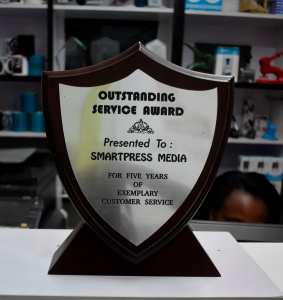 OUTSTANDING
SERVICE AWARD
Presented To :
SMARTPRESS MEDIA
FOR FIVE YEARS
OF
EXEMPLARY
CUSTOMER SERVICE